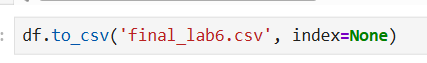 : df.to_csv('final_lab6.csv', index=None)